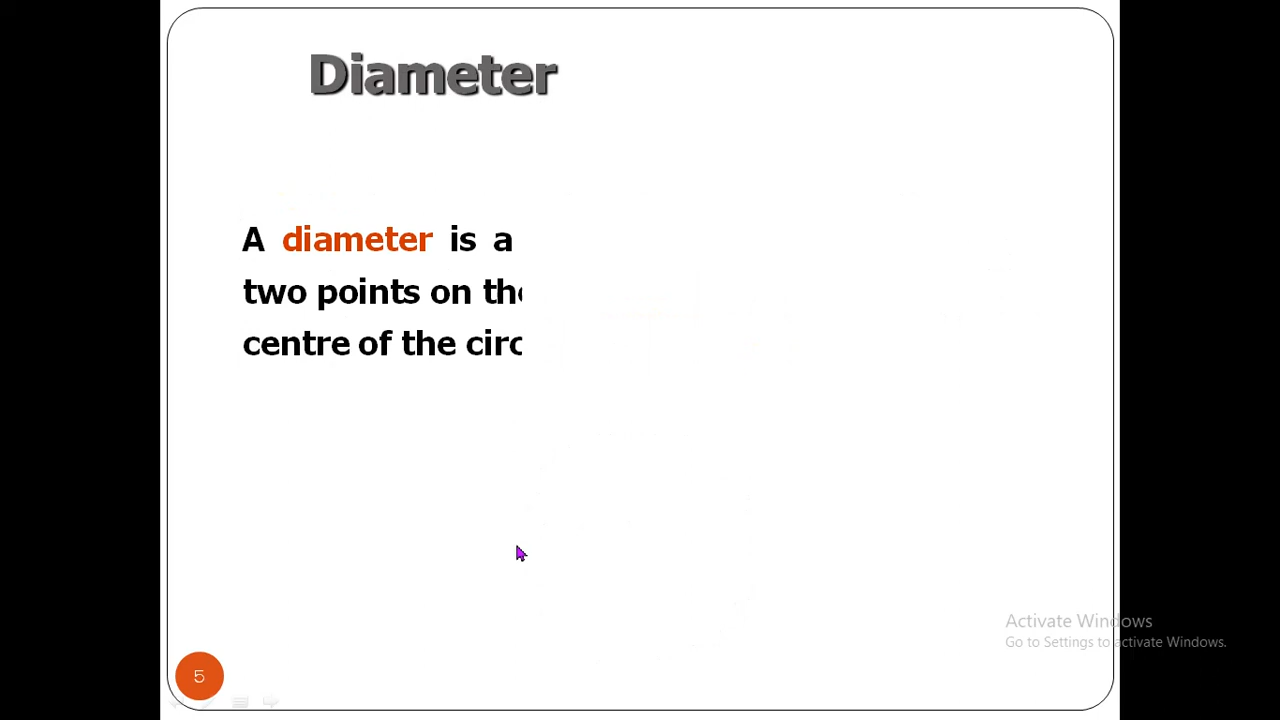 Diameter
A diameter is a
two points on the
centre of the circ
Activate Windows
Go to Settings to activate Windows.
5